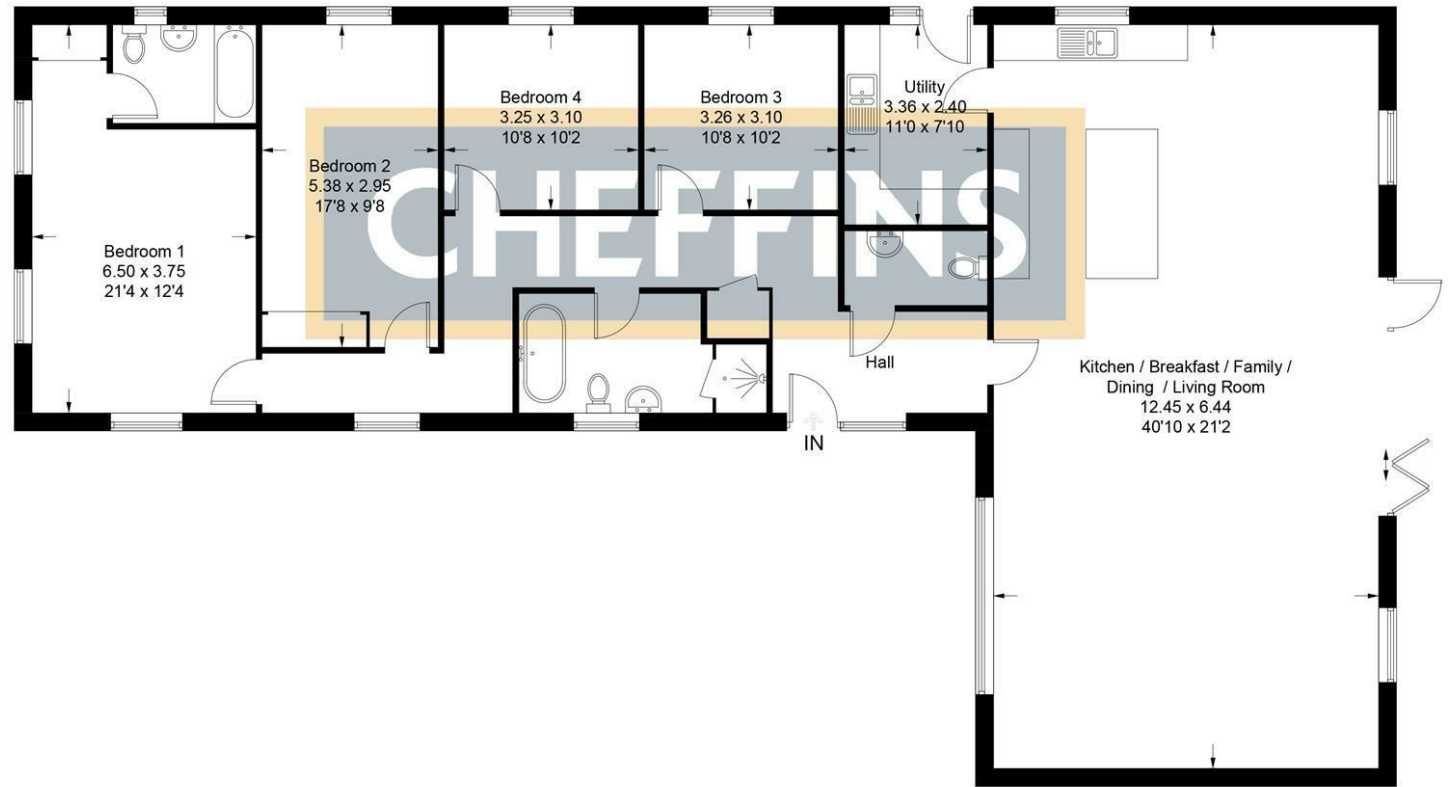 Bedroom 1
6.50 x 3.75
21'4 x 12'4
Bedroom 2
5.38 x 2.95
17'8 x 9'8
Bedroom 4
3.25 x 3.10
10'8 x 10'2
Bedroom 3
3.26 x 3.10
10'8 x 10'2
Utility
3.36 x 2.40
11'0 x 7'10
CHEFFINS
Hall
IN
Kitchen / Breakfast / Family /
Dining / Living Room
12.45 x 6.44
40'10 x 21'2